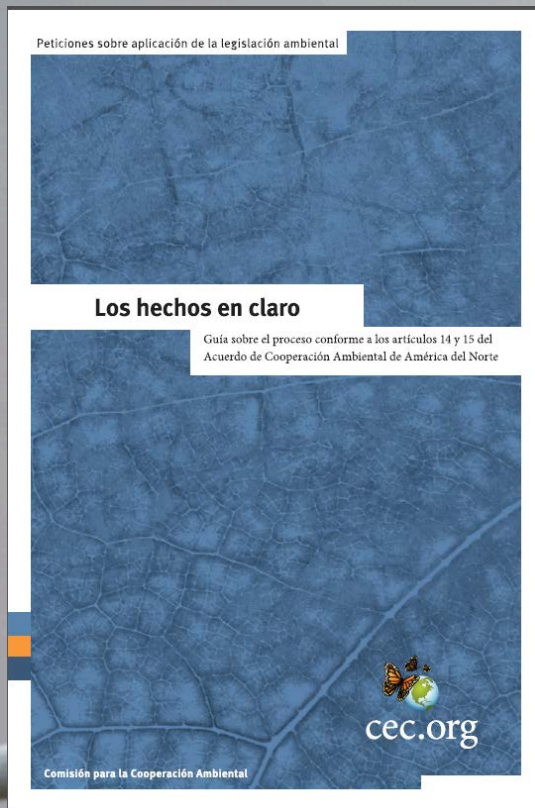 Peticiones sobre aplicación de la legislación ambiental
Los hechos en claro
Guía sobre el proceso conforme a los artículos 14 y 15 del
Acuerdo de Cooperación Ambiental de América del Norte
cec.org
Comisión para la Cooperación Ambiental